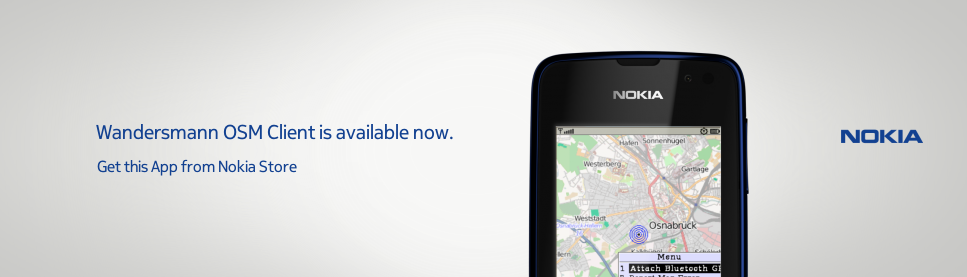 Wandersmann OSM Client is available now.
Get this App from Nokia Store
NOKIA
NOKIA
Hafen
Sonnenhügel
Westerberg
Gartlage
Weststadt
Osnabrück
Menu
1 Attach Bluetooth G